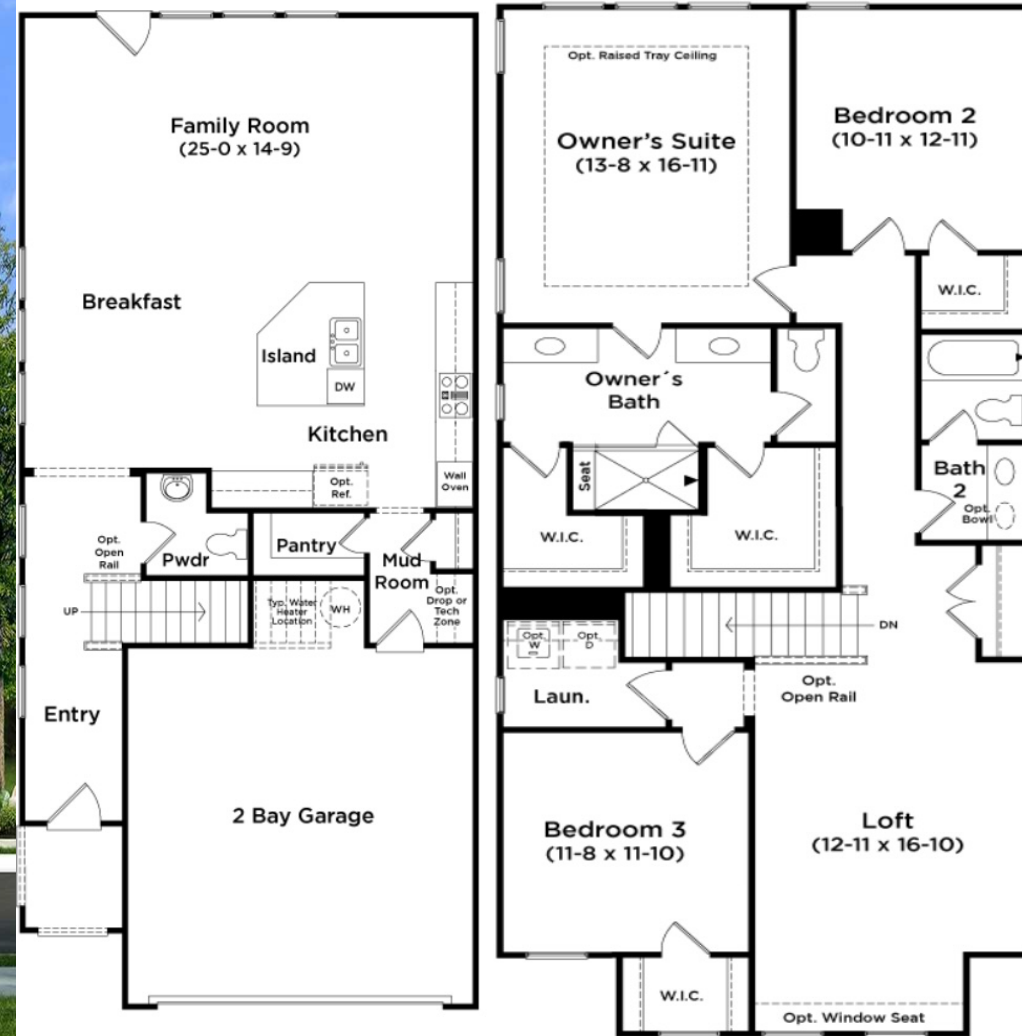 Family Room
(25-0 x 14-9)
Breakfast
Island
DW
Kitchen
Wall
Oven
Opt.
Ref.
Opt.
Open
Rail
Pwdr
Pantry
Mud
Room
Opt.
Drop or
Tech
Zone
UP
Typ. Water
Heater
Location
WH
Entry
2 Bay Garage
Opt. Raised Tray Ceiling
Owner's Suite
(13-8 x 16-11)
Bedroom 2
(10-11 x 12-11)
W.I.C.
Owner´s
Bath
Seat
Bath
2
Opt.
Bowl
W.I.C.
W.I.C.
DN
Opt.
W
Opt.
D
Laun.
Opt.
Open Rail
Bedroom 3
(11-8 x 11-10)
Loft
(12-11 x 16-10)
W.I.C.
Opt. Window Seat